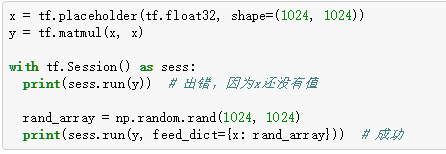 x = tf.placeholder(tf.float32, shape=(1024, 1024))
y = tf.matmul(x, x)

with tf.Session() as sess:
  print(sess.run(y))  # 出错，因为x还没有值

  rand_array = np.random.rand(1024, 1024)
  print(sess.run(y, feed_dict={x: rand_array}))  # 成功